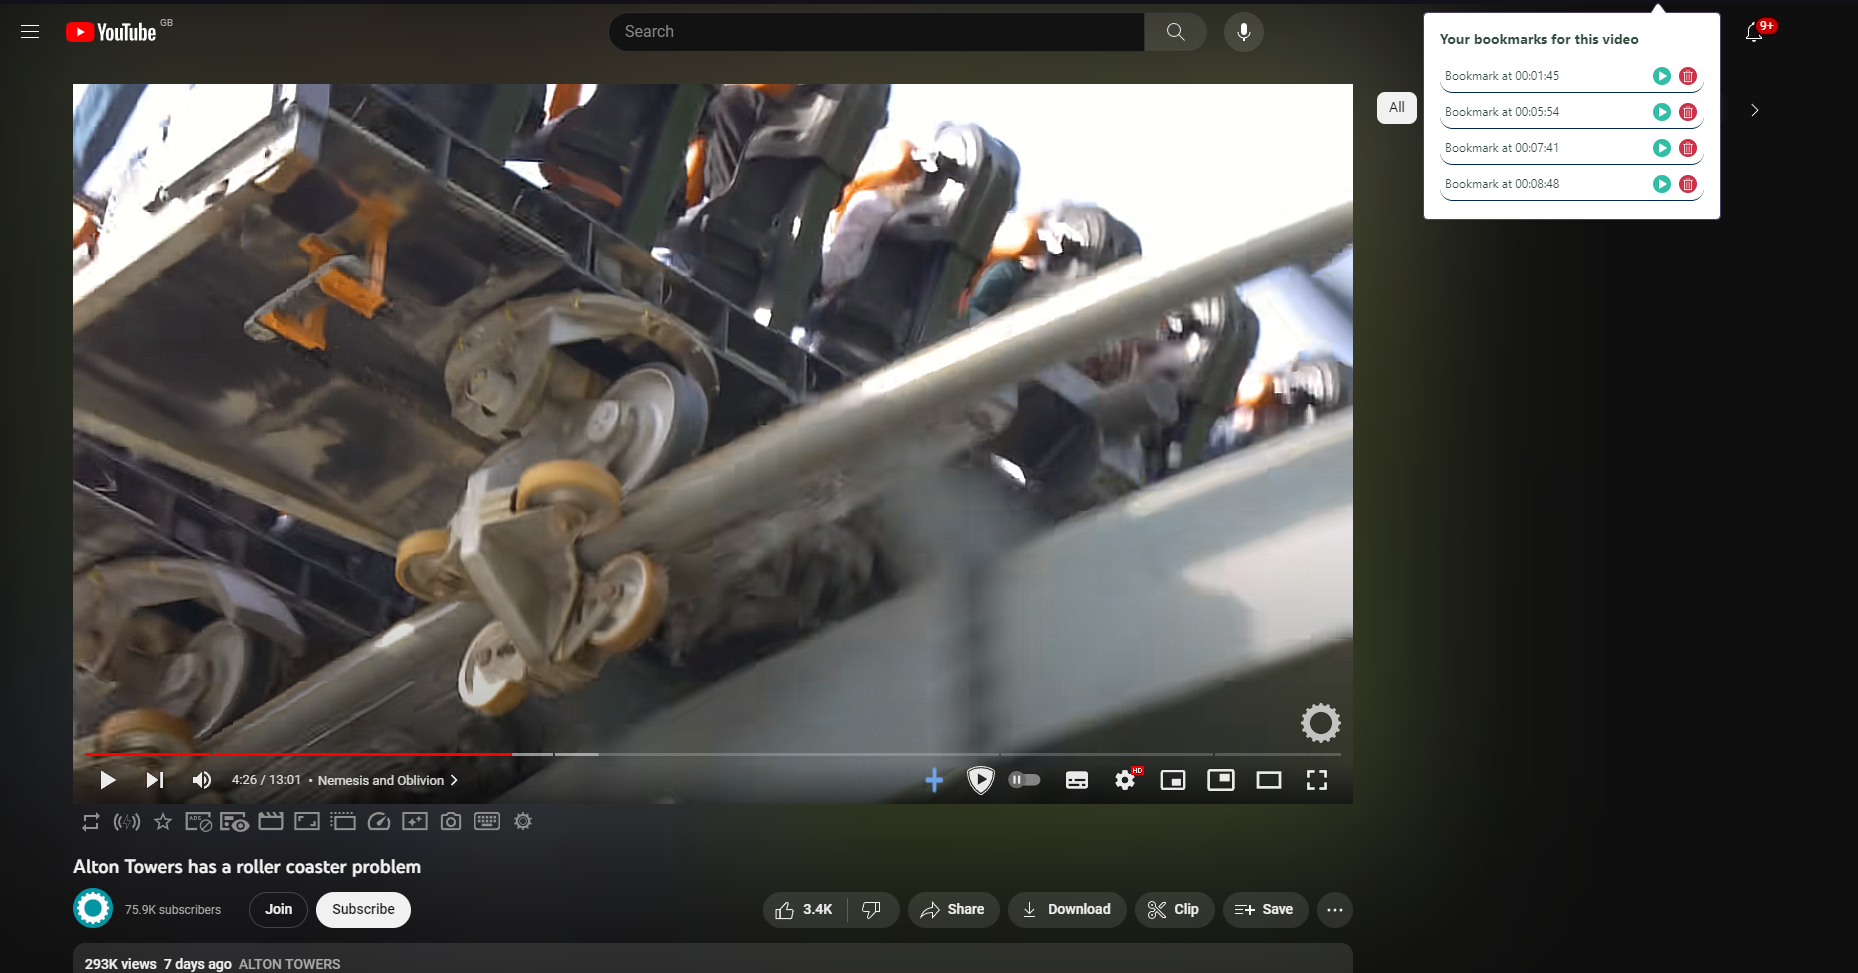 YouTube GB
Search
9+
Your bookmarks for this video
Bookmark at 00:01:45
Bookmark at 00:05:54
Bookmark at 00:07:41
Bookmark at 00:08:48
All
4:26 / 13:01 • Nemesis and Oblivion
HD
ADS
Alton Towers has a roller coaster problem
75.9K subscribers
Join
Subscribe
3.4K
Share
Download
Clip
Save
293K views 7 days ago ALTON TOWERS